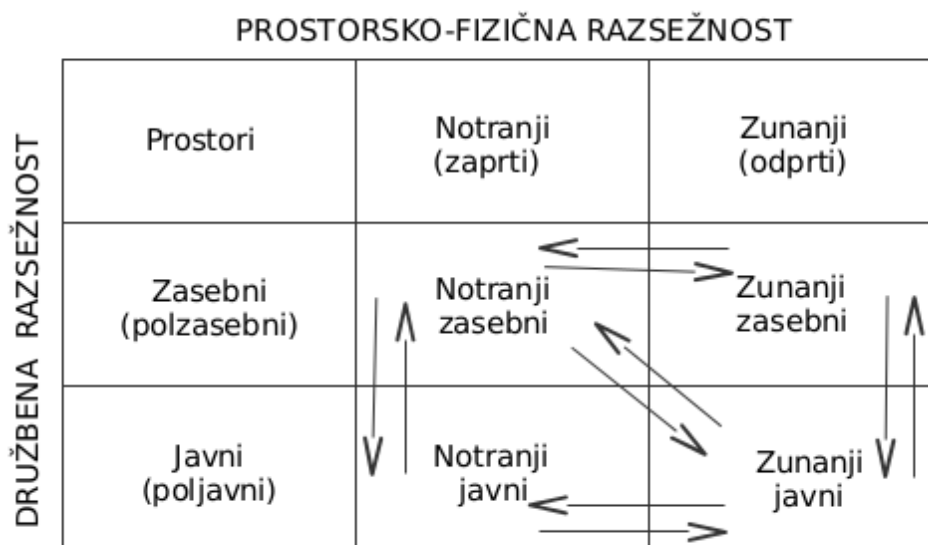 PROSTORSKO-FIZIČNA RAZSEŽNOST
DRUŽBENA RAZSEŽNOST
Prostori
Notranji
(zaprti)
Zunanji
(odprti)
Zasebni
(polzasebni)
Notranji
zasebni
Zunanji
zasebni
Javni
(poljavni)
Notranji
javni
Zunanji
javni